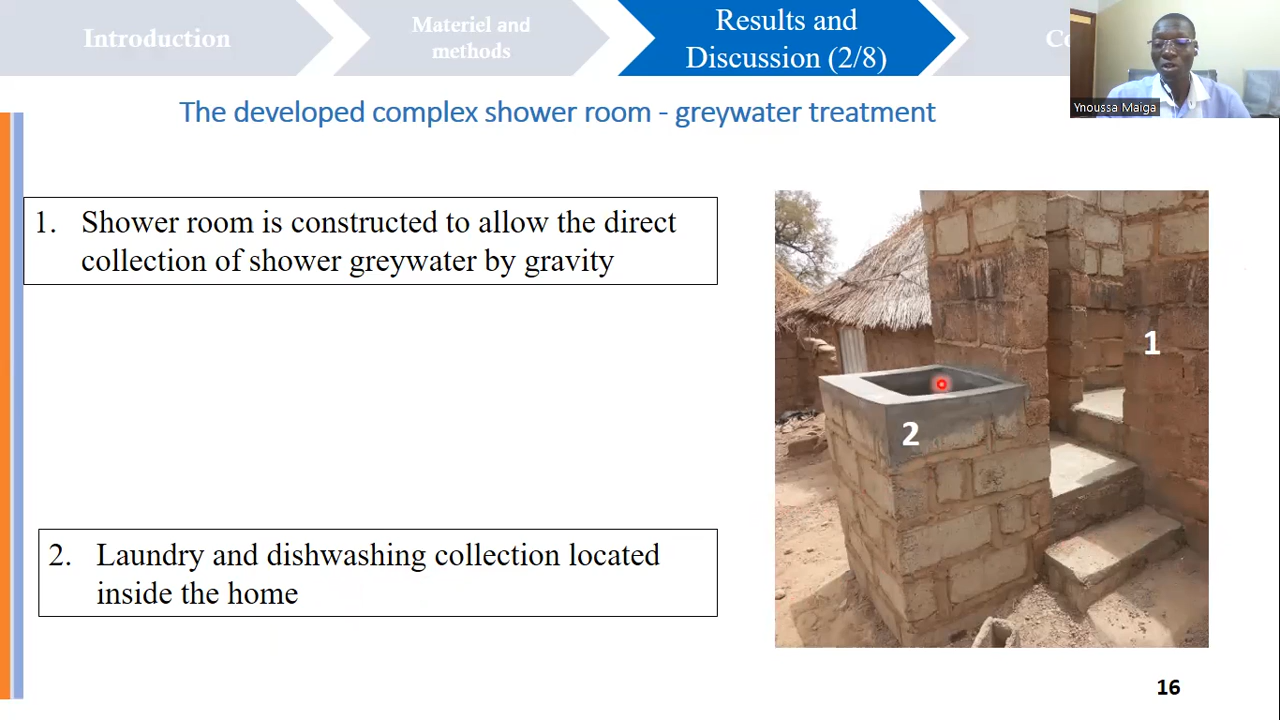 Introduction
Materiel and
methods
Results and
Discussion (2/8)
Ynoussa Maiga
The developed complex shower room - greywater treatment
1. Shower room is constructed to allow the direct
collection of shower greywater by gravity
1
2
2. Laundry and dishwashing collection located
inside the home
16